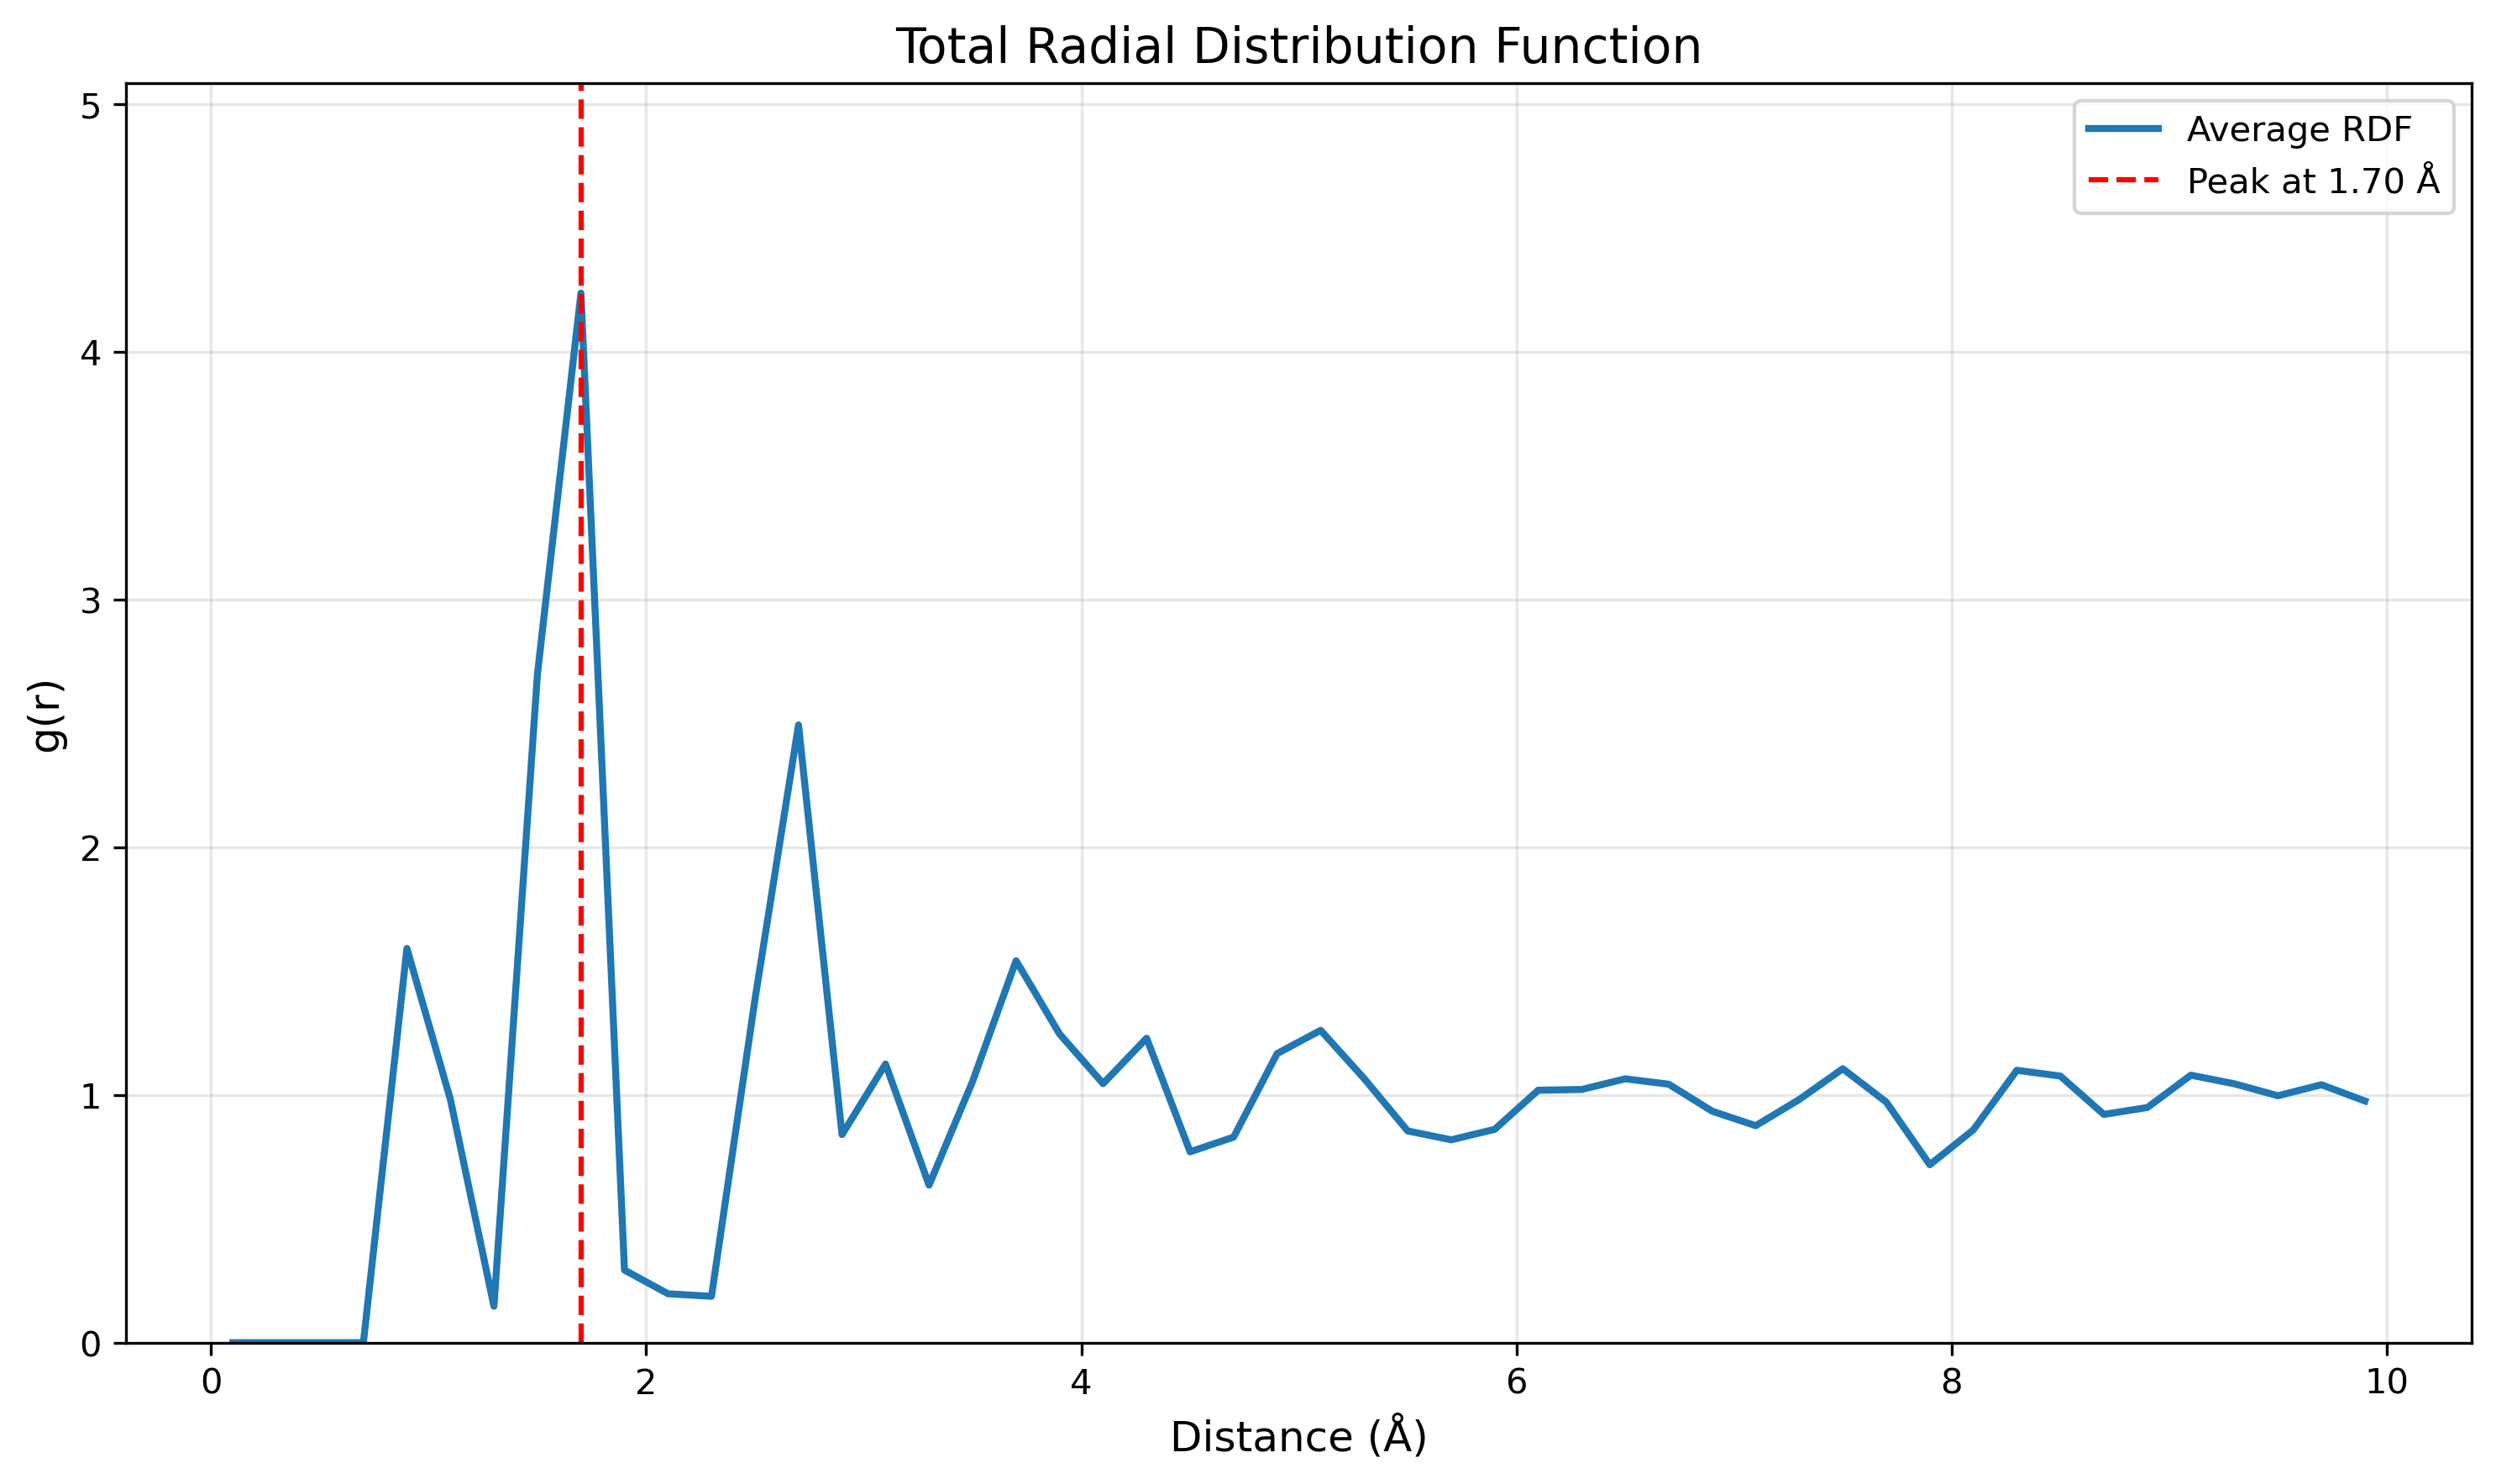 Total Radial Distribution Function
Average RDF
Peak at 1.70 Å
g(r)
5
4
3
2
1
0
0 2 4 6 8 10
Distance (Å)